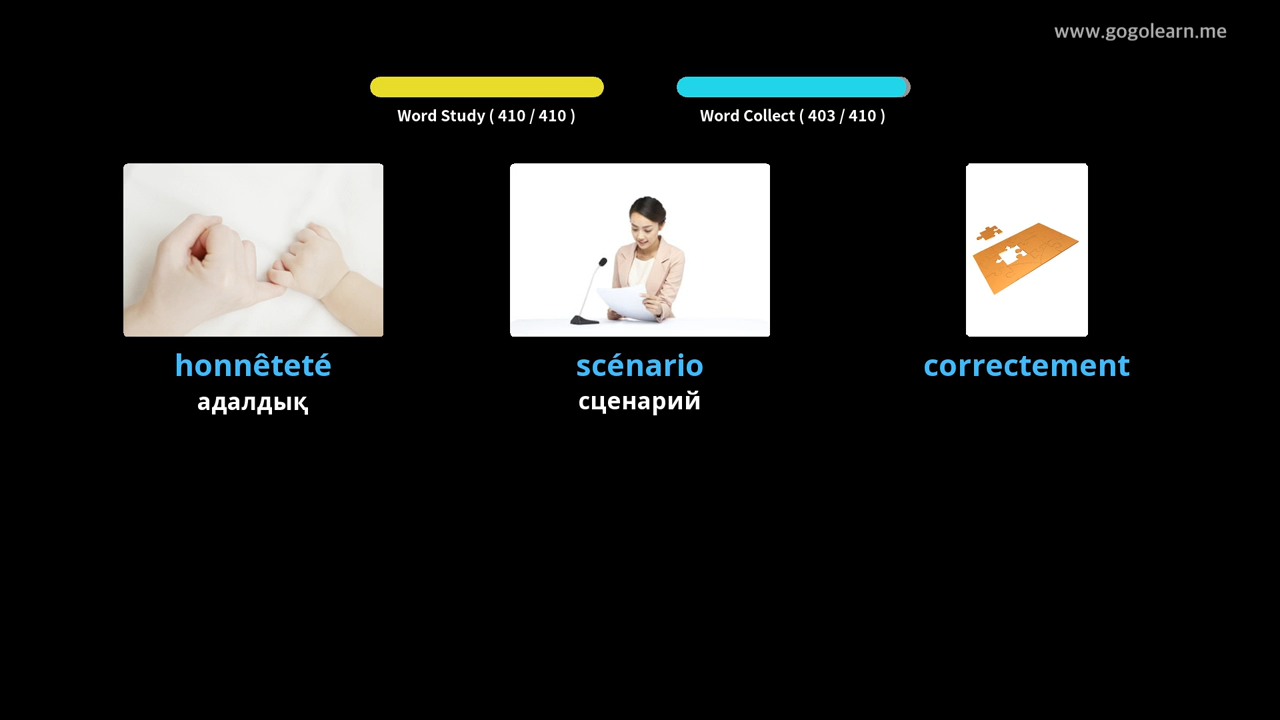 www.gogolearn.me
Word Study ( 410 / 410 )
Word Collect ( 403 / 410 )
honnêteté
адалдық
scénario
сценарий
correctement